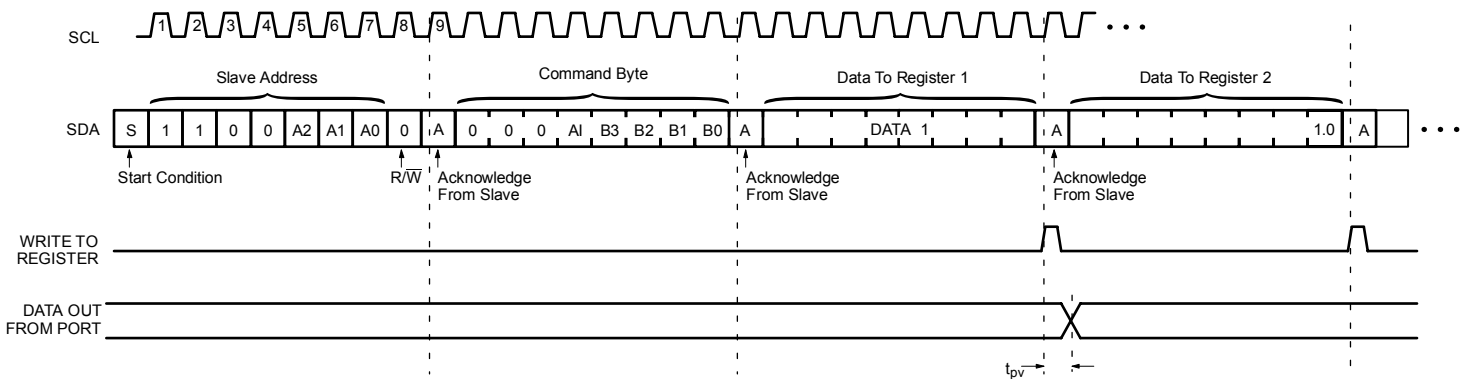 SCL
1 2 3 4 5 6 7 8 9
• • •
Slave Address
Command Byte
Data To Register 1
Data To Register 2
SDA
S 1 1 0 0 A2 A1 A0 0 A 0 0 0 AI B3 B2 B1 B0 A DATA 1 A 1.0 A
• • •
Start Condition
R/W̅
Acknowledge
From Slave
Acknowledge
From Slave
Acknowledge
From Slave
WRITE TO
REGISTER
DATA OUT
FROM PORT
tpv